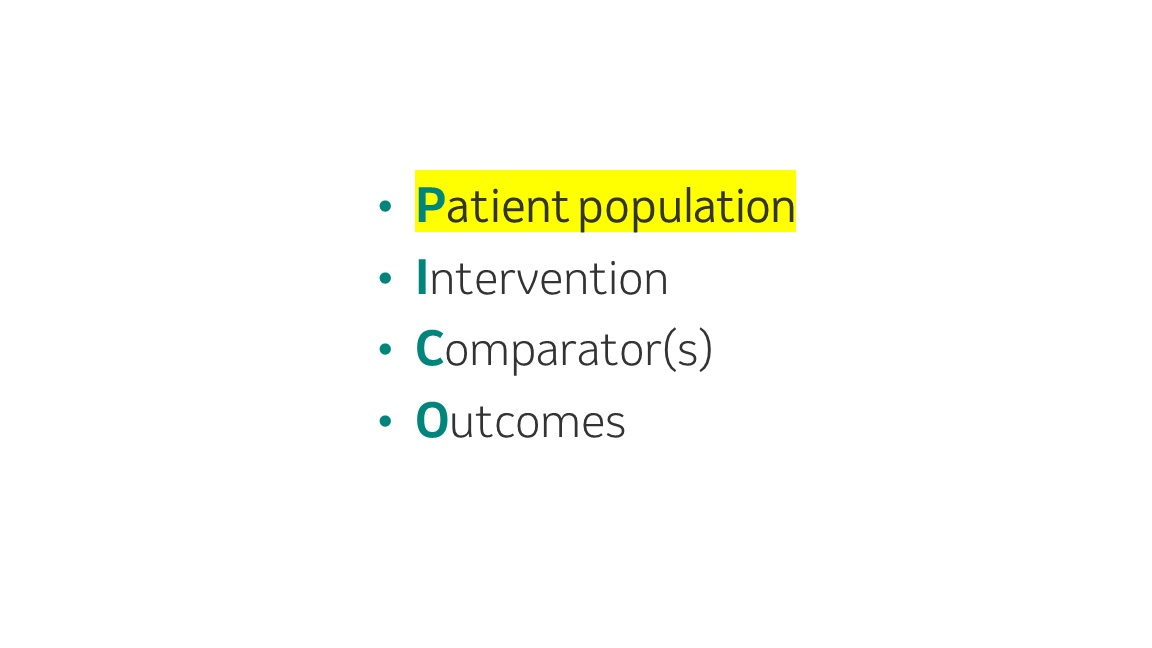 • Patient population
• Intervention
• Comparator(s)
• Outcomes